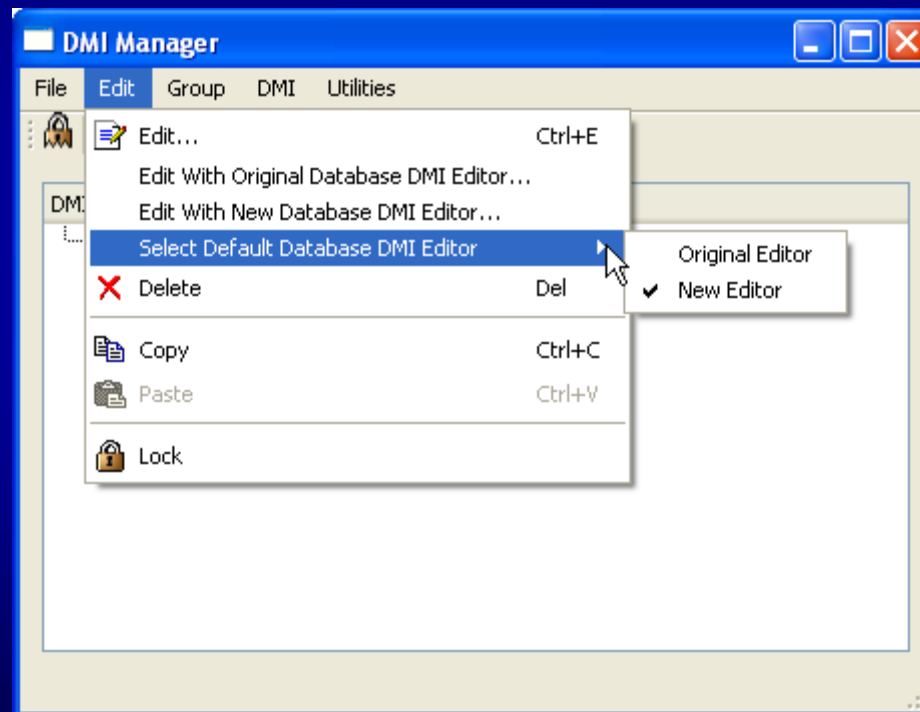 DMI Manager
File Edit Group DMI Utilities
Edit... Ctrl+E
Edit With Original Database DMI Editor...
Edit With New Database DMI Editor...
Select Default Database DMI Editor
Original Editor
New Editor
Delete Del
Copy Ctrl+C
Paste Ctrl+V
Lock